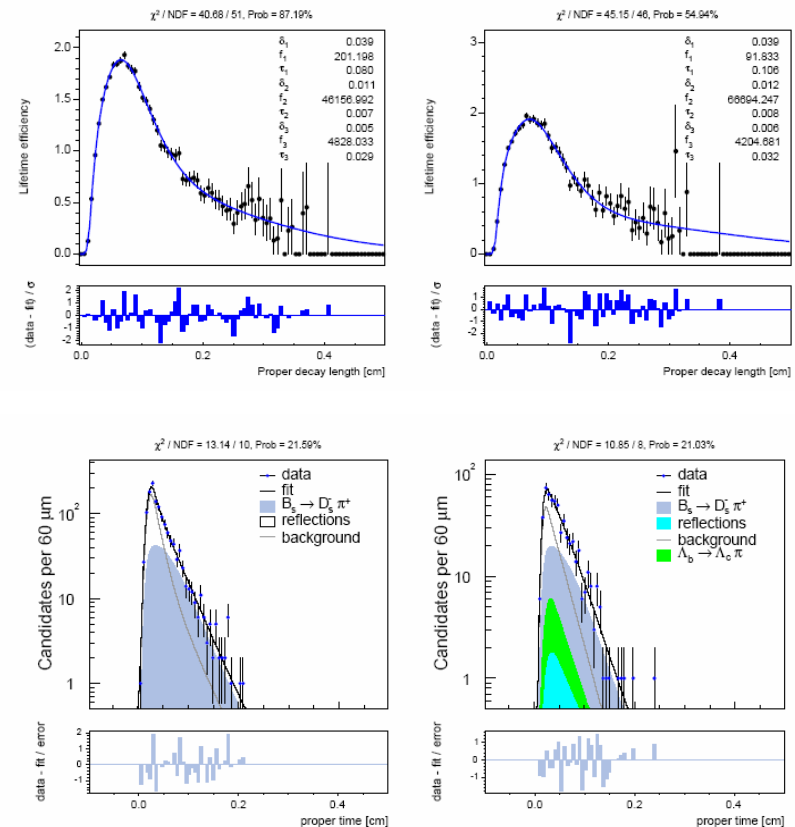 χ² / NDF = 40.68 / 51, Prob = 87.19%
Lifetime efficiency
2.0
1.5
1.0
0.5
0.0
δ₁ 0.039
f₁ 201.198
τ₁ 0.080
δ₂ 0.011
f₂ 46156.992
τ₂ 0.007
δ₃ 0.005
f₃ 4828.033
τ₃ 0.029
(data - fit) / σ
2
1
0
-1
-2
0.0 0.2 0.4
Proper decay length [cm]
χ² / NDF = 45.15 / 46, Prob = 54.94%
Lifetime efficiency
3
2
1
0
δ₁ 0.039
f₁ 91.833
τ₁ 0.106
δ₂ 0.012
f₂ 66694.247
τ₂ 0.008
δ₃ 0.006
f₃ 4204.681
τ₃ 0.032
(data - fit) / σ
1
0
-1
-2
0.0 0.2 0.4
Proper decay length [cm]
χ² / NDF = 13.14 / 10, Prob = 21.59%
Candidates per 60 μm
10²
10
1
data
fit
Bₛ → Dₛ⁻ π⁺
reflections
background
data - fit / error
2
1
0
-1
0.0 0.2 0.4
proper time [cm]
χ² / NDF = 10.85 / 8, Prob = 21.03%
Candidates per 60 μm
10²
10
1
data
fit
Bₛ → Dₛ⁻ π⁺
reflections
background
Λ_b → Λ_c π
data - fit / error
1
0
-1
0.0 0.2 0.4
proper time [cm]